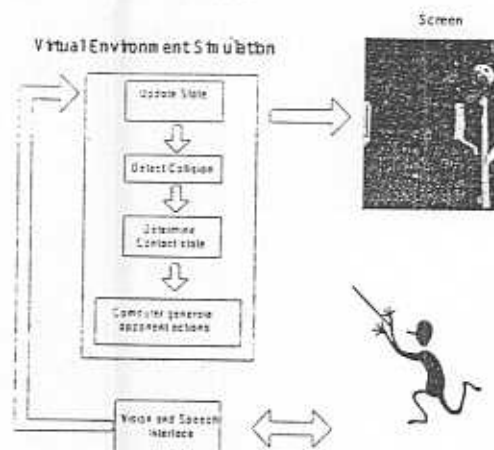 Screen
Virtual Environment Simulation
Update State
Detect Collision
Determine
Contact state
Computer generate
opponent actions
Vision and Speech
Interface